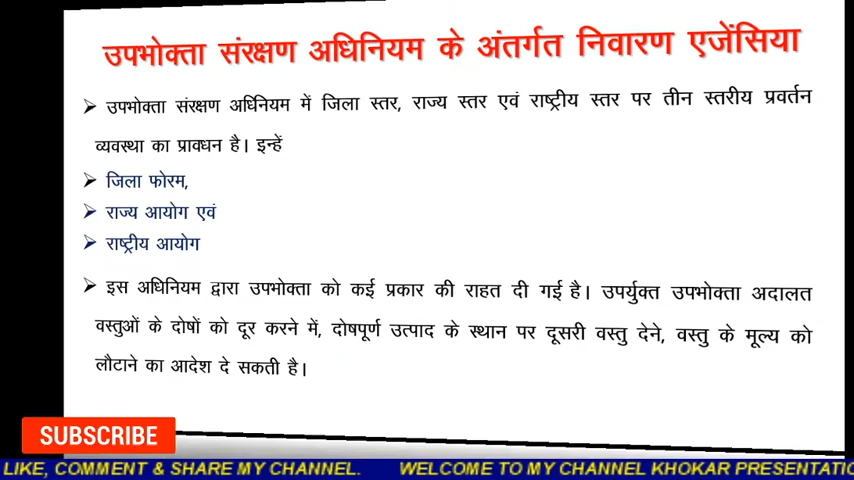 उपभोक्ता संरक्षण अधिनियम के अंतर्गत निवारण एजेंसिया
➢ उपभोक्ता संरक्षण अधिनियम में जिला स्तर, राज्य स्तर एवं राष्ट्रीय स्तर पर तीन स्तरीय प्रवर्तन
व्यवस्था का प्रावधन है। इन्हें
➢ जिला फोरम,
➢ राज्य आयोग एवं
➢ राष्ट्रीय आयोग
➢ इस अधिनियम द्वारा उपभोक्ता को कई प्रकार की राहत दी गई है। उपर्युक्त उपभोक्ता अदालत
वस्तुओं के दोषों को दूर करने में, दोषपूर्ण उत्पाद के स्थान पर दूसरी वस्तु देने, वस्तु के मूल्य को
लौटाने का आदेश दे सकती है।
SUBSCRIBE
LIKE, COMMENT & SHARE MY CHANNEL. WELCOME TO MY CHANNEL KHOKAR PRESENTATIO